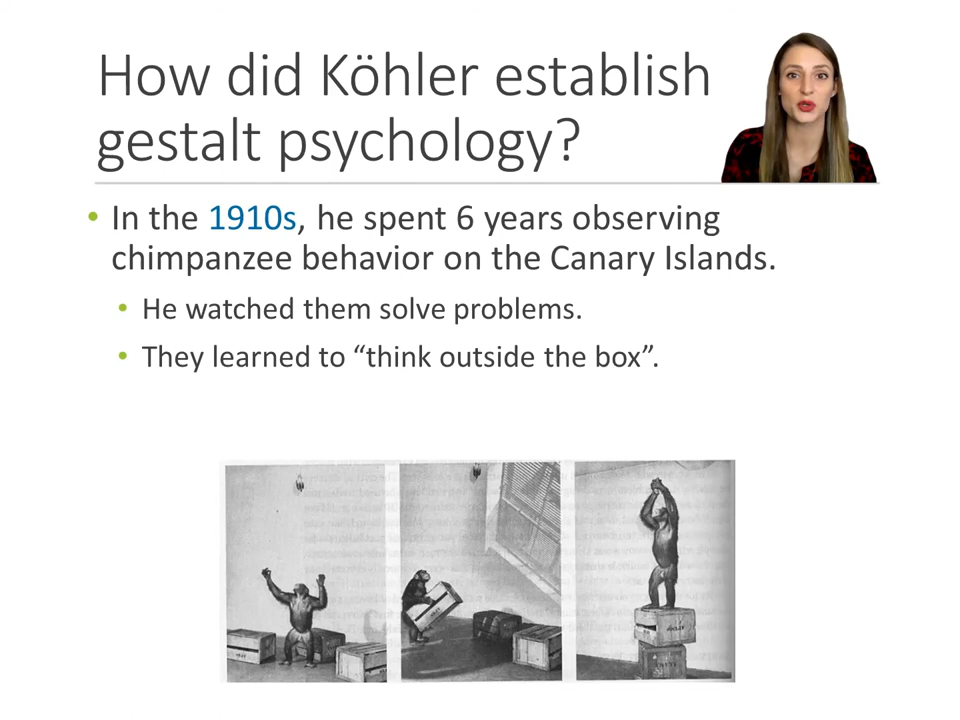 How did Köhler establish
gestalt psychology?
• In the 1910s, he spent 6 years observing
chimpanzee behavior on the Canary Islands.
• He watched them solve problems.
• They learned to “think outside the box”.